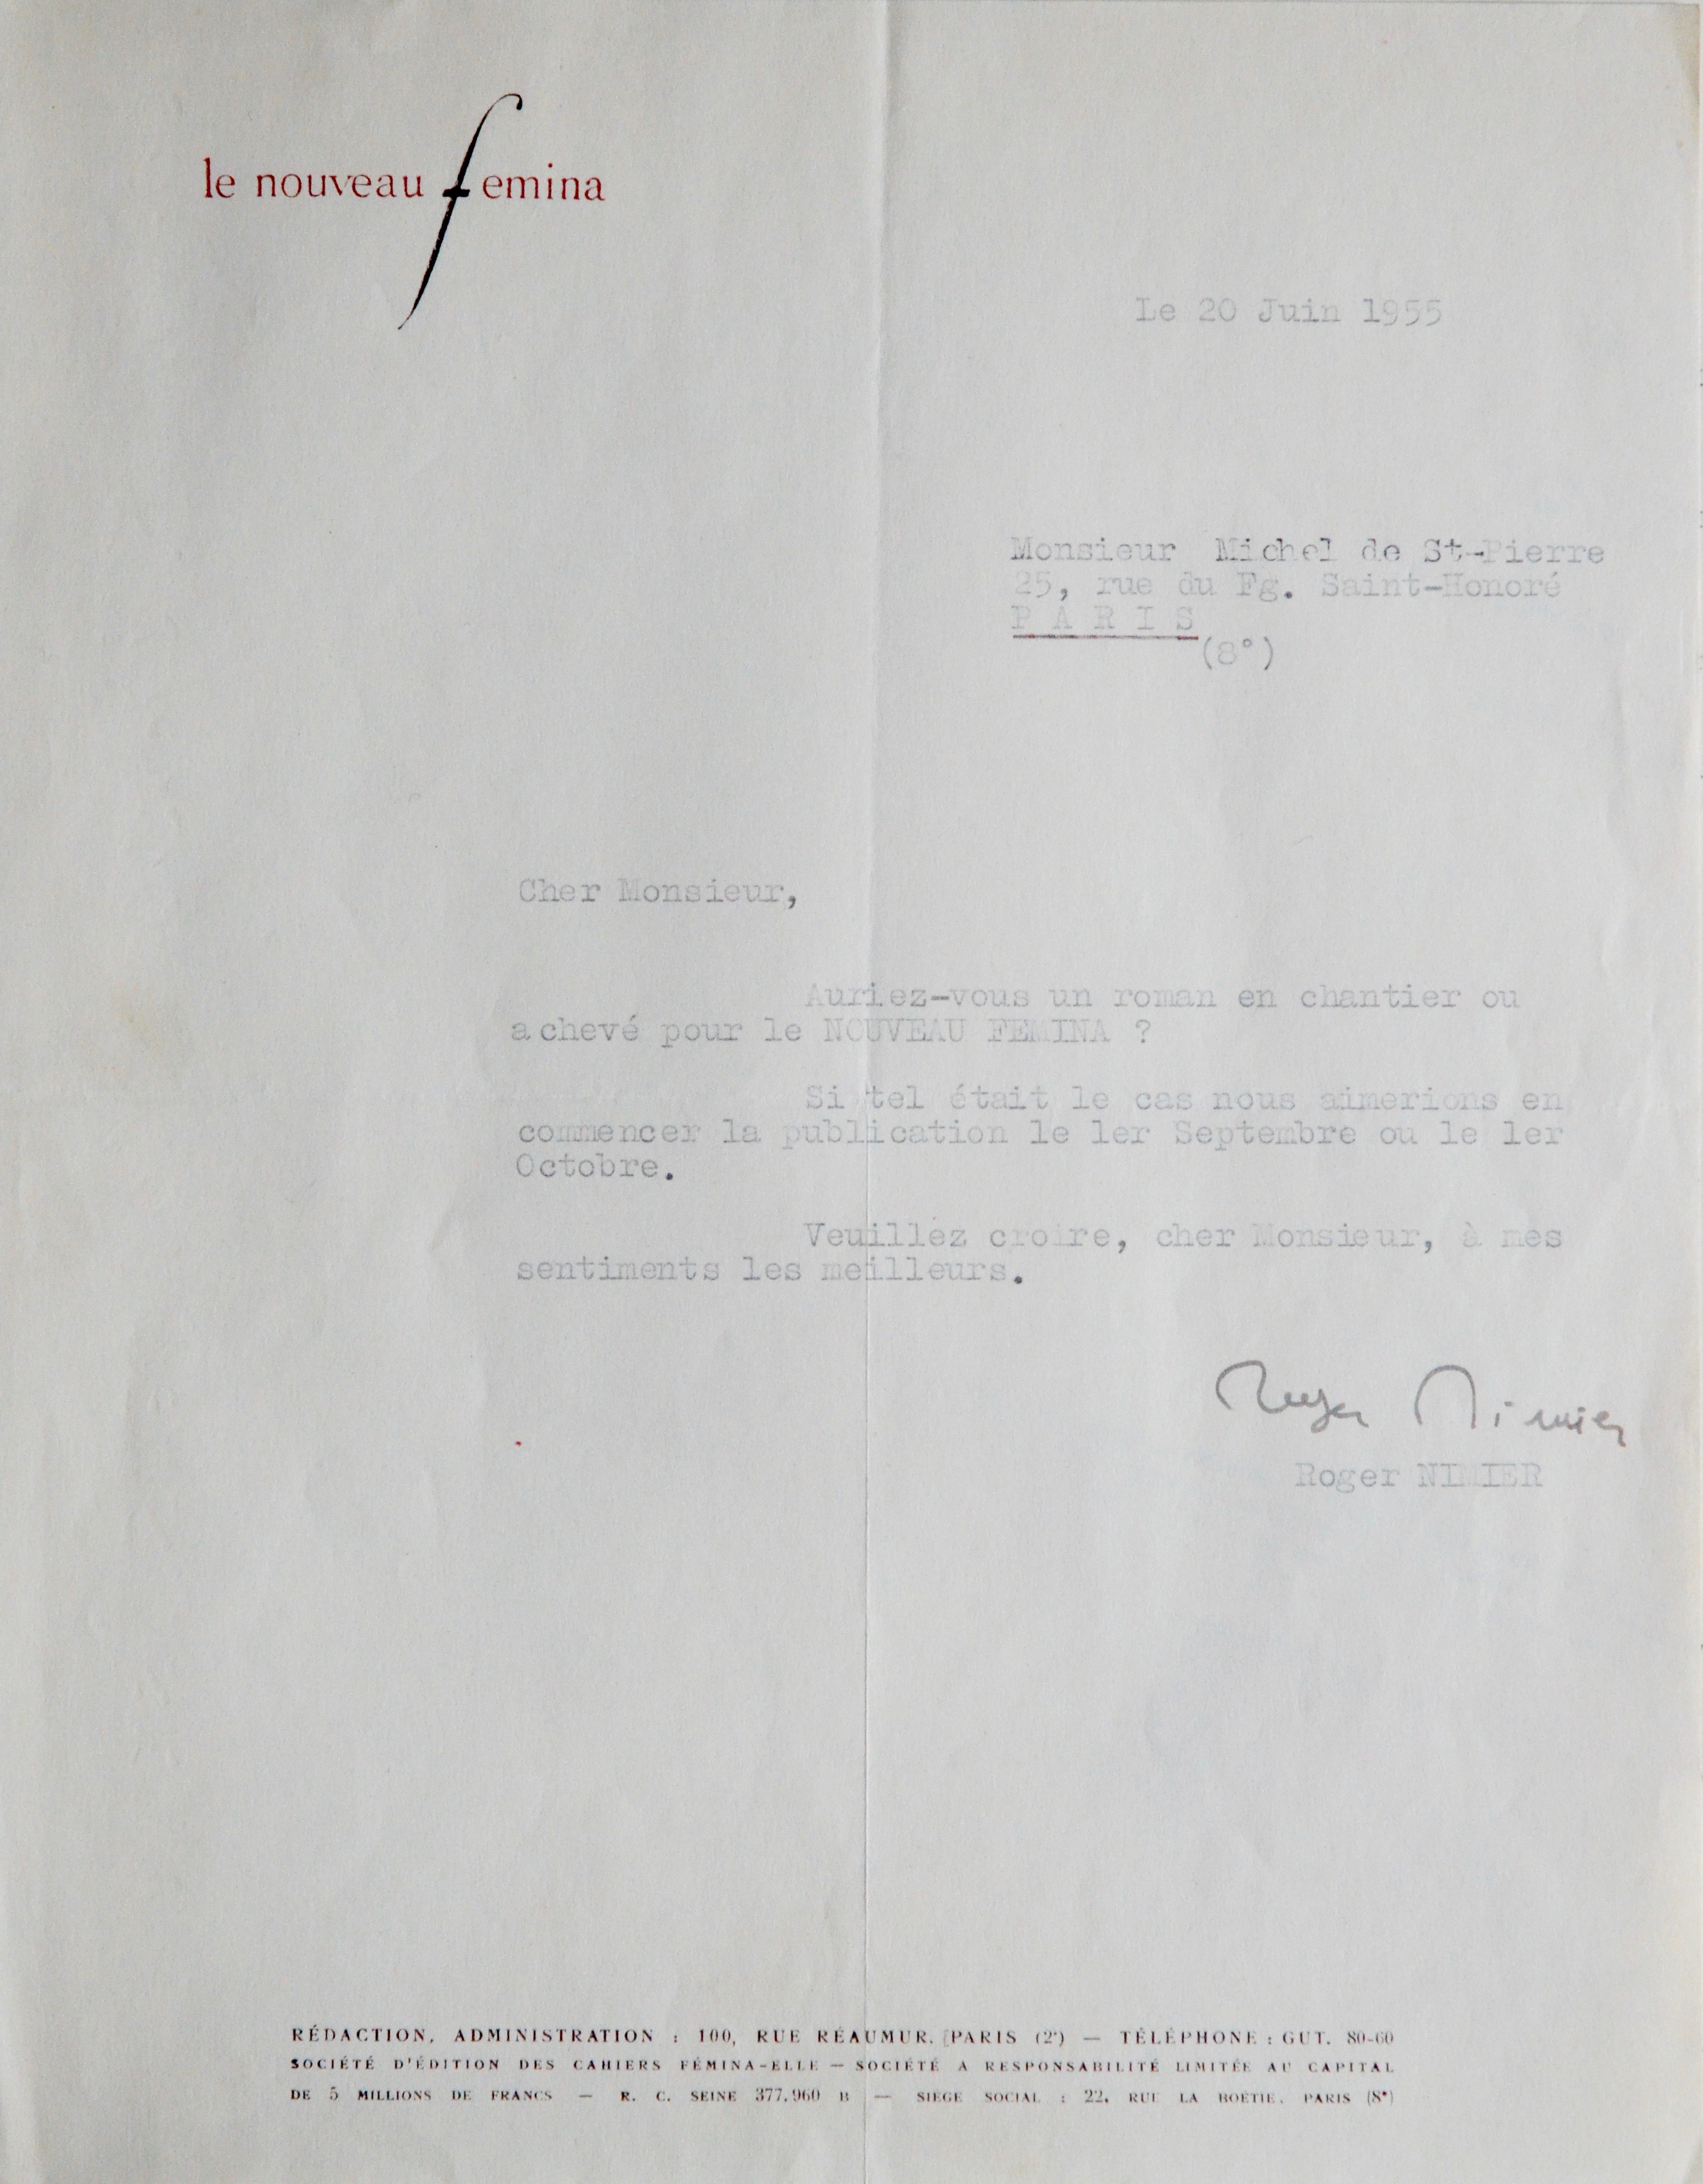 le nouveau femina
Le 20 Juin 1955
Monsieur Michel de St-Pierre
25, rue du Fg. Saint-Honoré
P A R I S
(8°)
Cher Monsieur,
Auriez-vous un roman en chantier ou
achevé pour le NOUVEAU FEMINA ?
Si tel était le cas nous aimerions en
commencer la publication le 1er Septembre ou le 1er
Octobre.
Veuillez croire, cher Monsieur, à mes
sentiments les meilleurs.
Roger Nimier
Roger NIMIER
RÉDACTION, ADMINISTRATION : 100, RUE RÉAUMUR, PARIS (2e) — TÉLÉPHONE : GUT. 80-60
SOCIÉTÉ D'ÉDITION DES CAHIERS FÉMINA-ELLE — SOCIÉTÉ A RESPONSABILITÉ LIMITÉE AU CAPITAL
DE 5 MILLIONS DE FRANCS — R. C. SEINE 377.960 B — SIÈGE SOCIAL : 22, RUE LA BOÉTIE, PARIS (8e)